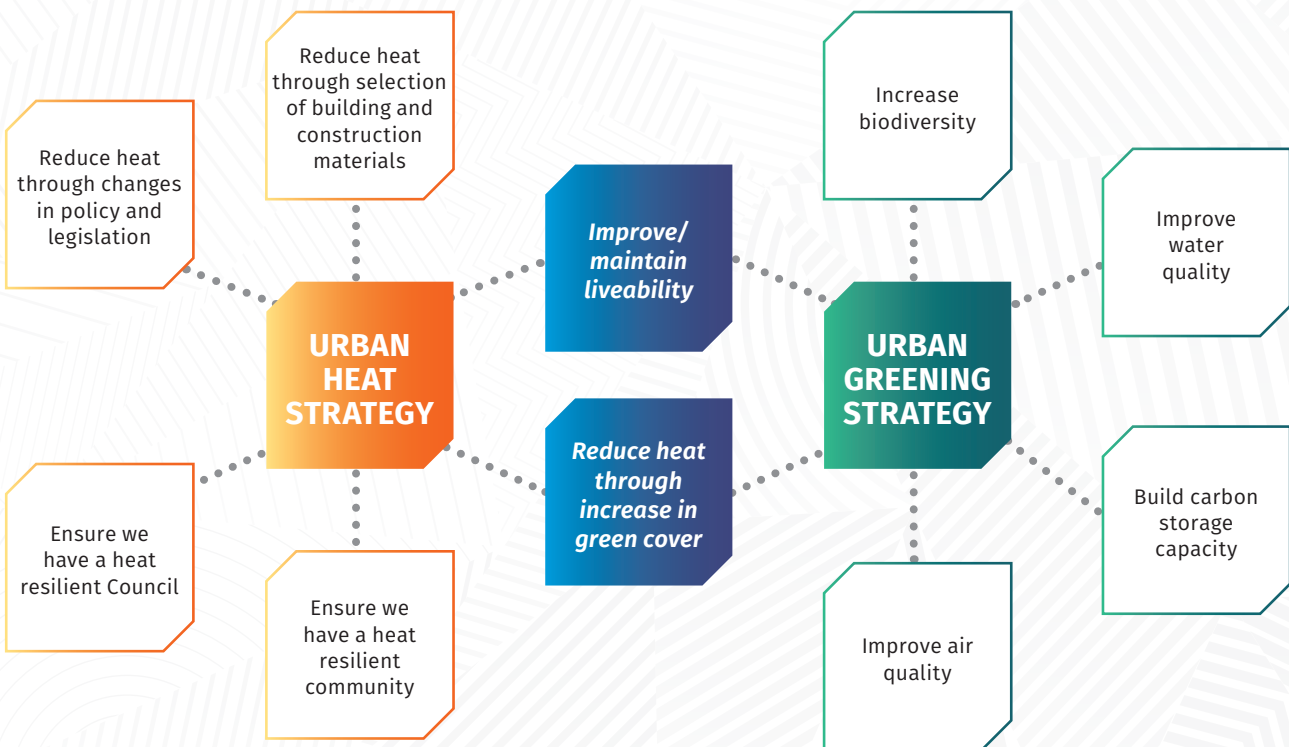 Reduce heat
through selection
of building and
construction
materials
Increase
biodiversity
Reduce heat
through changes
in policy and
legislation
Improve/
maintain
liveability
Improve
water
quality
URBAN
HEAT
STRATEGY
URBAN
GREENING
STRATEGY
Reduce heat
through
increase in
green cover
Ensure we
have a heat
resilient Council
Build carbon
storage
capacity
Ensure we
have a heat
resilient
community
Improve air
quality